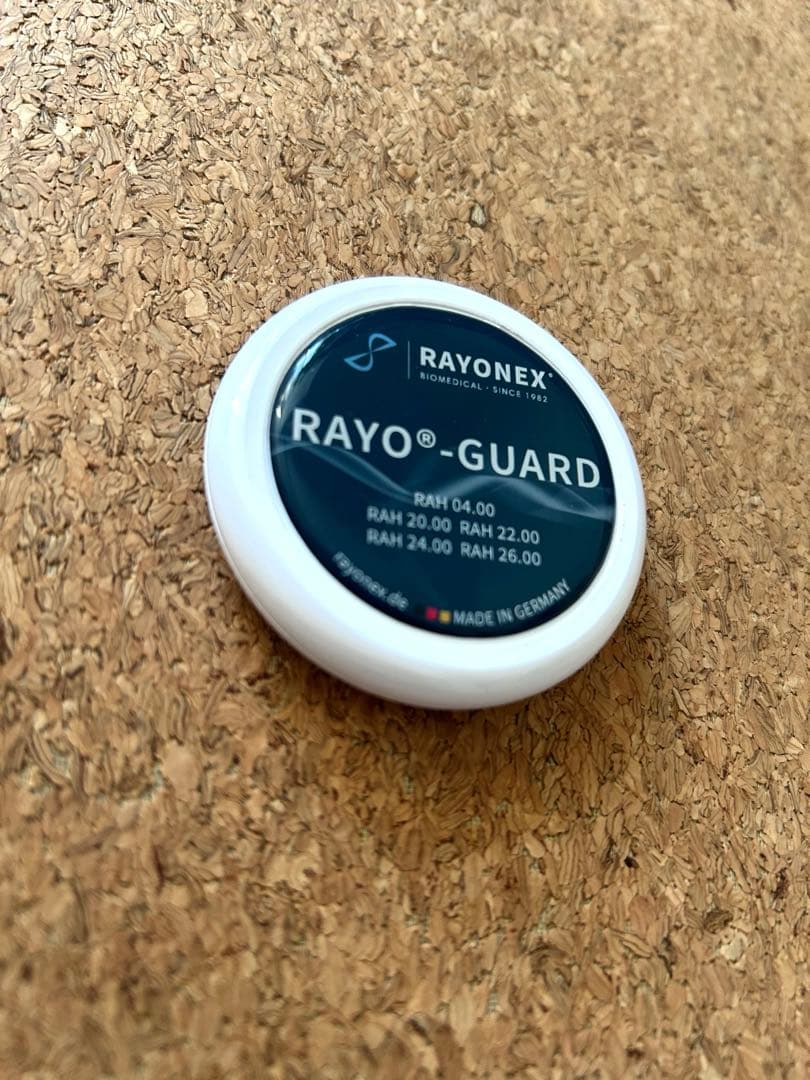 RAYONEX®
BIOMEDICAL · SINCE 1982
RAYO®-GUARD
RAH 04.00
RAH 20.00 RAH 22.00
RAH 24.00 RAH 26.00
rayonex.de MADE IN GERMANY